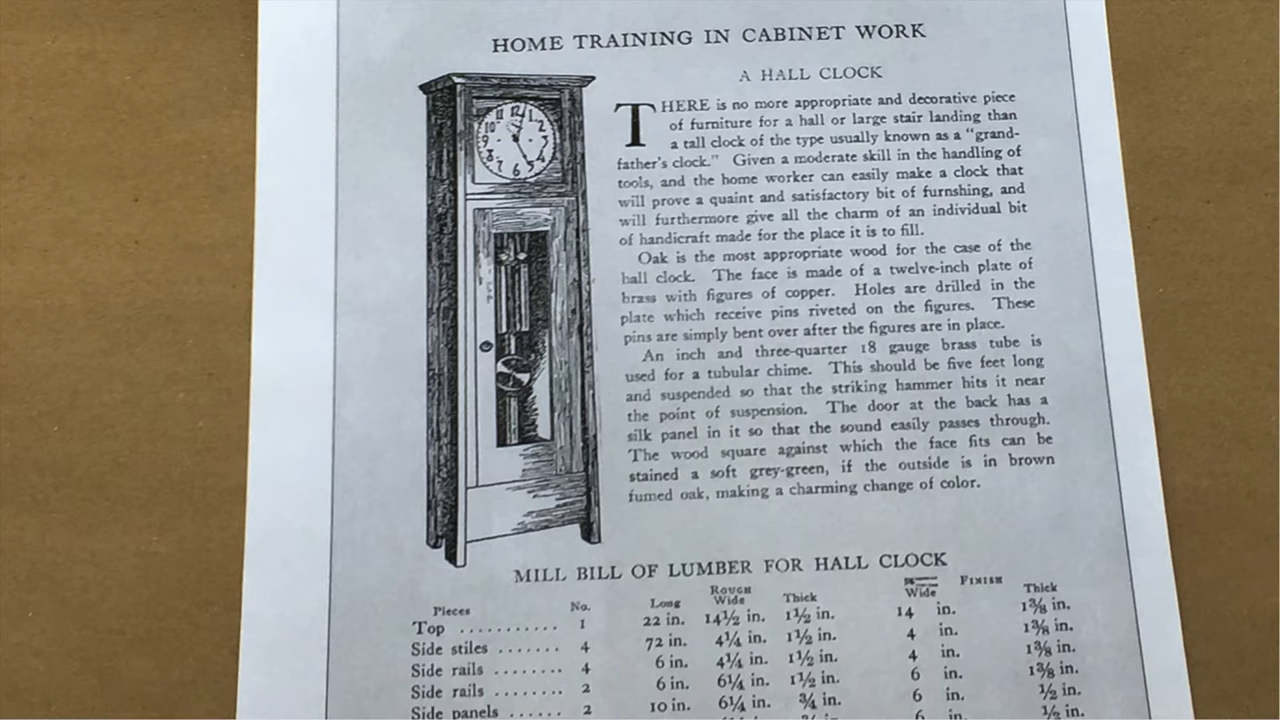 HOME TRAINING IN CABINET WORK
A HALL CLOCK
THERE is no more appropriate and decorative piece
of furniture for a hall or large stair landing than
a tall clock of the type usually known as a "grand-
father's clock." Given a moderate skill in the handling of
tools, and the home worker can easily make a clock that
will prove a quaint and satisfactory bit of furnshing, and
will furthermore give all the charm of an individual bit
of handicraft made for the place it is to fill.
Oak is the most appropriate wood for the case of the
hall clock. The face is made of a twelve-inch plate of
brass with figures of copper. Holes are drilled in the
plate which receive pins riveted on the figures. These
pins are simply bent over after the figures are in place.
An inch and three-quarter 18 gauge brass tube is
used for a tubular chime. This should be five feet long
and suspended so that the striking hammer hits it near
the point of suspension. The door at the back has a
silk panel in it so that the sound easily passes through.
The wood square against which the face fits can be
stained a soft grey-green, if the outside is in brown
fumed oak, making a charming change of color.
MILL BILL OF LUMBER FOR HALL CLOCK
Rough Finish
Pieces No. Long Wide Thick Wide Thick
Top ........... 1 22 in. 14½ in. 1½ in. 14 in. 1⅜ in.
Side stiles ....... 4 72 in. 4¼ in. 1½ in. 4 in. 1⅜ in.
Side rails ........ 4 6 in. 4¼ in. 1½ in. 4 in. 1⅜ in.
Side rails ........ 2 6 in. 6¼ in. 1½ in. 6 in. 1⅜ in.
Side panels ...... 2 10 in. 6¼ in. ¾ in. 6 in. ½ in.
6 in. ½ in.